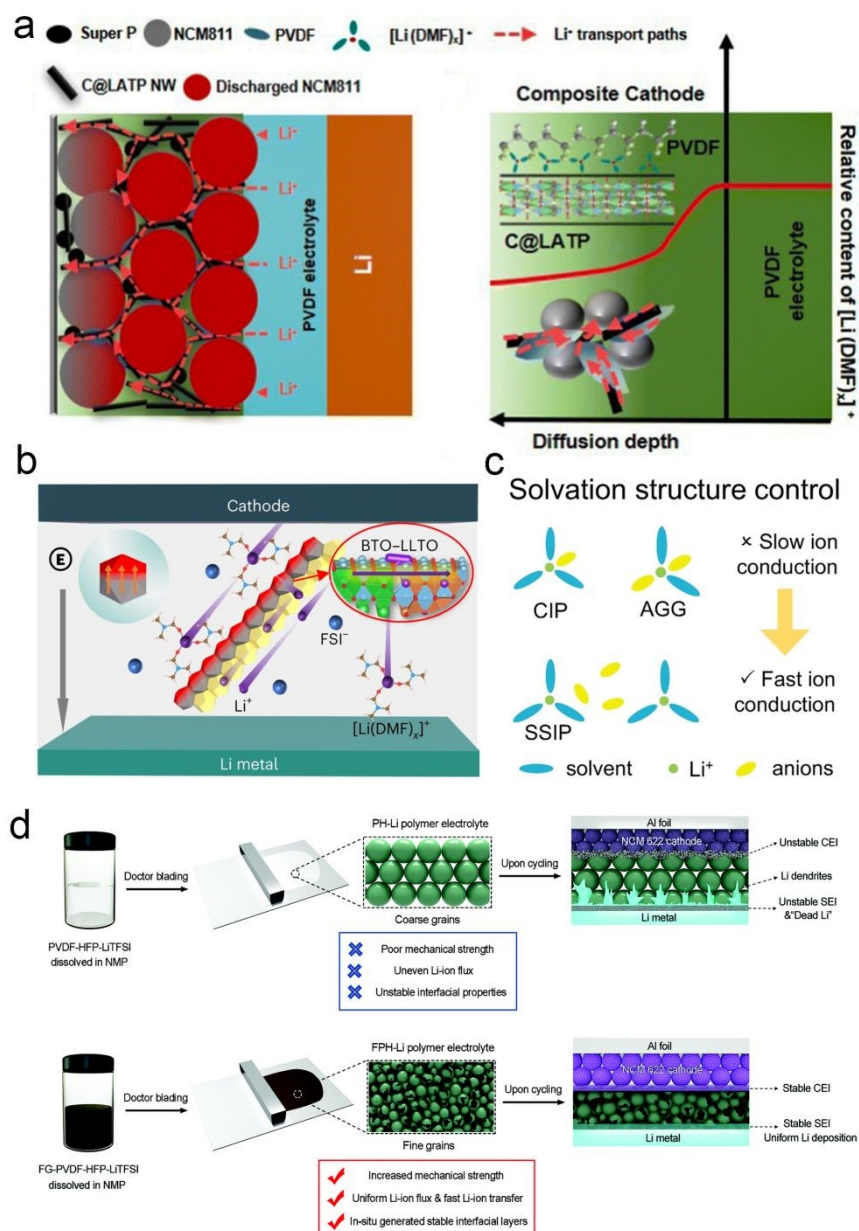 a
Super P NCM811 PVDF [Li(DMF)ₓ]⁺ Li⁺ transport paths
C@LATP NW Discharged NCM811
Li⁺
Li⁺
Li⁺
Li⁺
Li⁺
PVDF electrolyte
Li
Composite Cathode
PVDF
C@LATP
PVDF
electrolyte
Relative content of [Li(DMF)ₓ]⁺
Diffusion depth
b
Cathode
E
BTO–LLTO
FSI⁻
Li⁺
[Li(DMF)ₓ]⁺
Li metal
c
Solvation structure control
CIP
AGG
× Slow ion
conduction
SSIP
✓ Fast ion
conduction
solvent Li⁺ anions
d
PVDF-HFP-LiTFSI
dissolved in NMP
Doctor blading
PH-Li polymer electrolyte
Coarse grains
Upon cycling
Al foil
NCM 622 cathode
Li metal
Unstable CEI
Li dendrites
Unstable SEI
&"Dead Li"
Poor mechanical strength
Uneven Li-ion flux
Unstable interfacial properties
FG-PVDF-HFP-LiTFSI
dissolved in NMP
Doctor blading
FPH-Li polymer electrolyte
Fine grains
Upon cycling
Al foil
NCM 622 cathode
Li metal
Stable CEI
Stable SEI
Uniform Li deposition
Increased mechanical strength
Uniform Li-ion flux & fast Li-ion transfer
In-situ generated stable interfacial layers